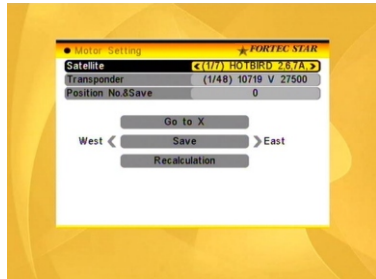 Motor Setting FORTEC STAR
Satellite (1/7) HOTBIRD 2,6,7A,
Transponder (1/48) 10719 V 27500
Position No.&Save 0
Go to X
West Save East
Recalculation